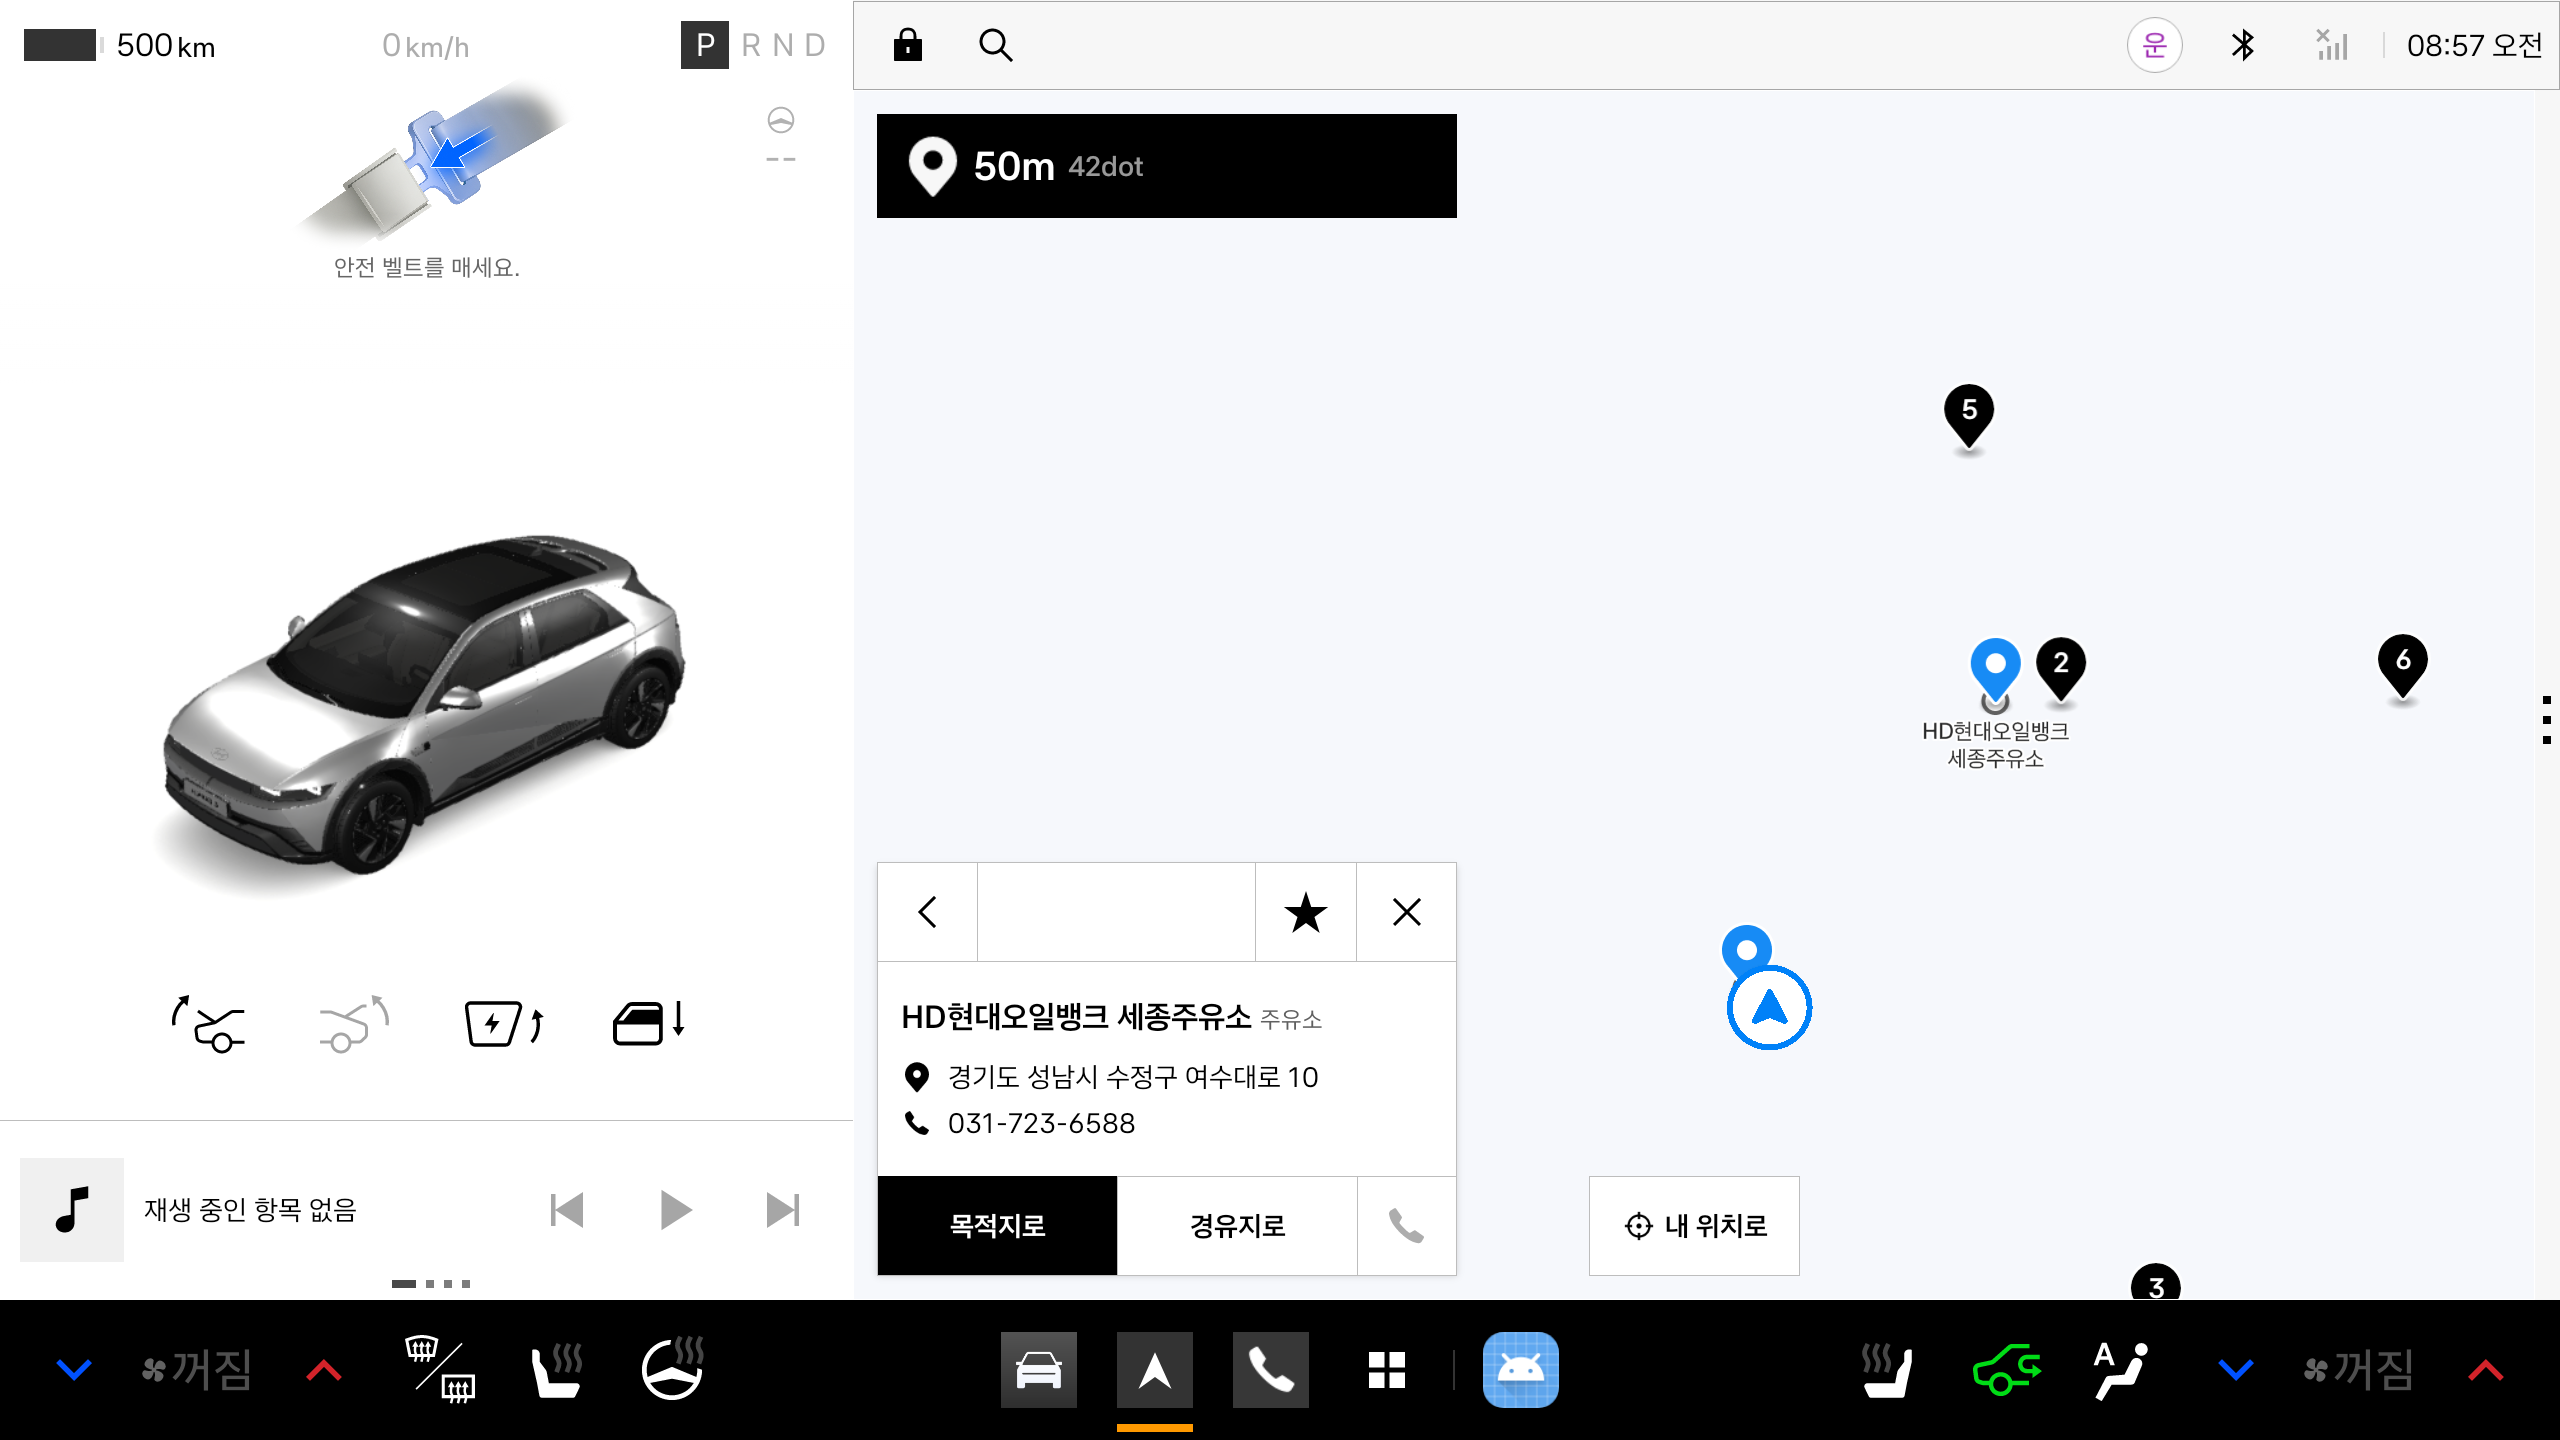 500 km
0 km/h
P R N D
안전 벨트를 매세요.
--
재생 중인 항목 없음
운
08:57 오전
50m 42dot
5
2
6
HD현대오일뱅크
세종주유소
HD현대오일뱅크 세종주유소 주유소
경기도 성남시 수정구 여수대로 10
031-723-6588
목적지로
경유지로
내 위치로
3
꺼짐
A
꺼짐